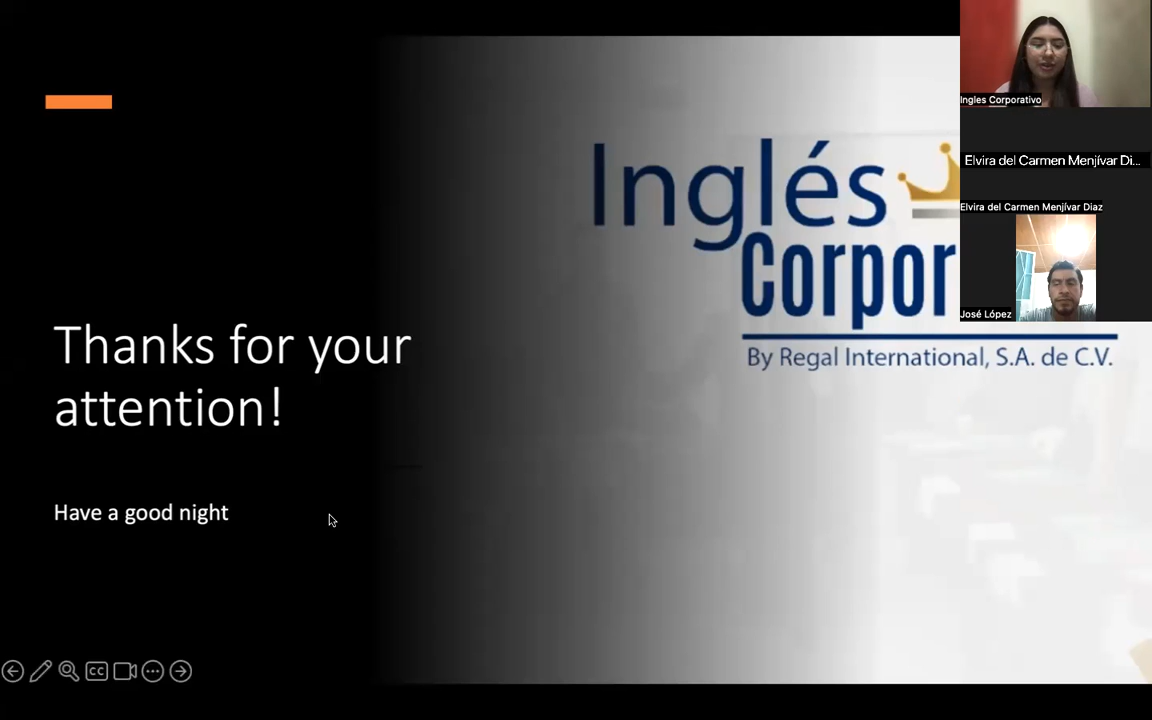 Inglés
Corpor
By Regal International, S.A. de C.V.
Thanks for your
attention!
Have a good night
CC
Ingles Corporativo
Elvira del Carmen Menjívar Di...
Elvira del Carmen Menjívar Diaz
José López